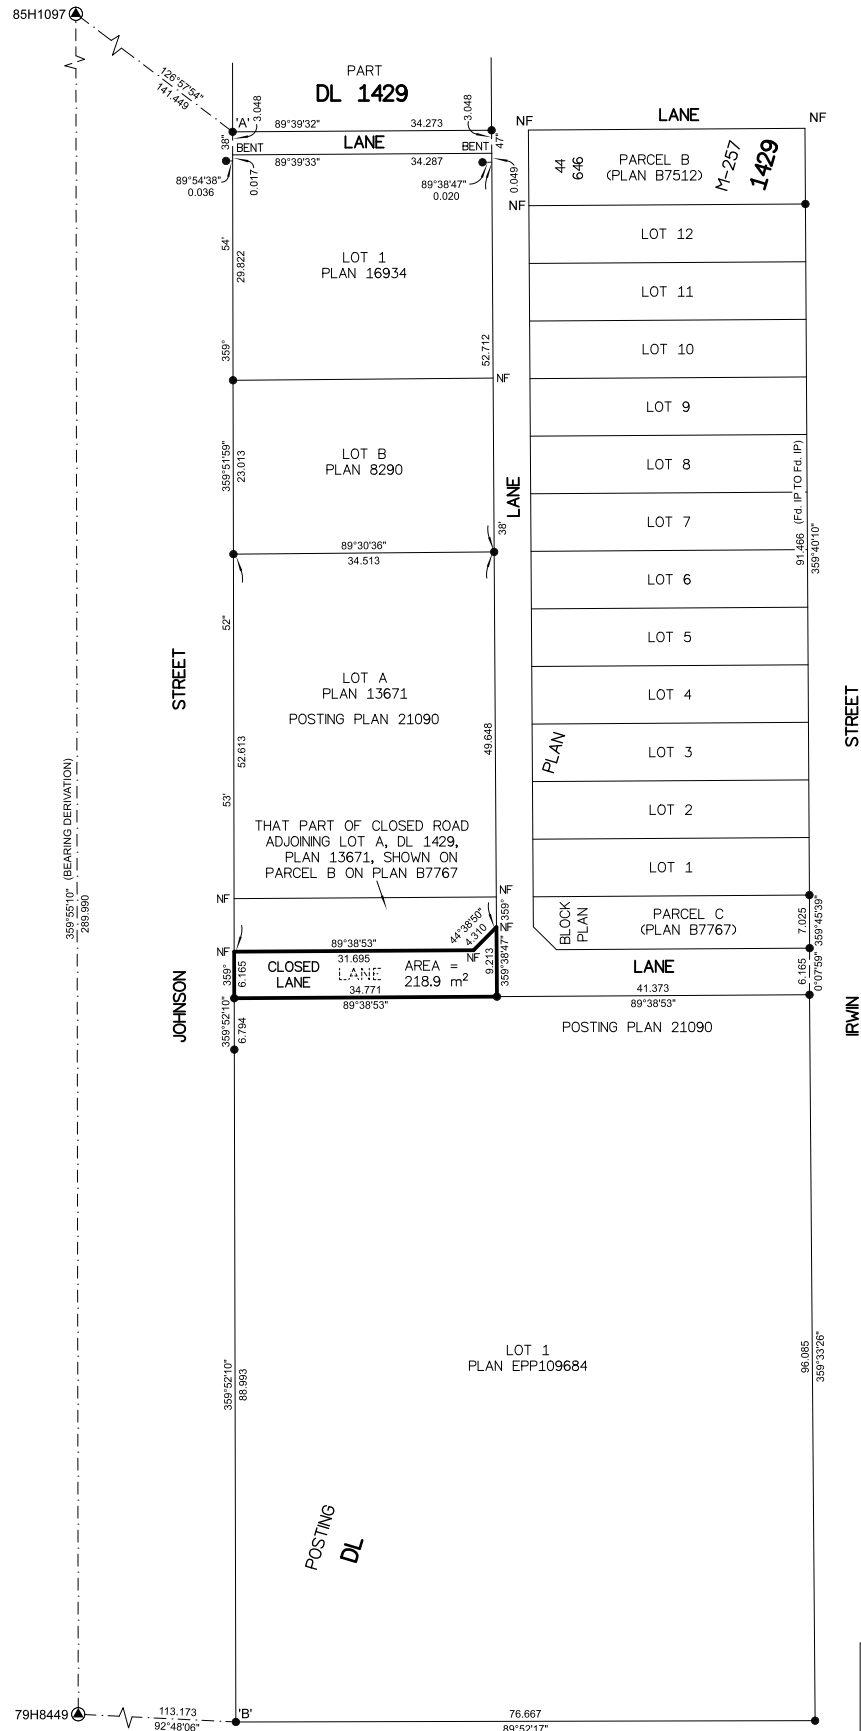 85H1097
126°57'54"
141.449
PART
DL 1429
'A'
3.048
3.048
89°39'32" 34.273
LANE
38"
47"
BENT
BENT
89°39'33" 34.287
89°54'38"
0.036
0.017
89°38'47"
0.020
0.049
NF
LANE
NF
44
646
PARCEL B
(PLAN B7512)
M-257
1429
NF
LOT 12
LOT 11
LOT 10
LOT 9
LOT 8
LOT 7
LOT 6
LOT 5
LOT 4
LOT 3
LOT 2
LOT 1
PLAN
BLOCK
PLAN
PARCEL C
(PLAN B7767)
91.466 (Fd. IP TO Fd. IP)
359°40'10"
7.025
359°45'39"
6.165
0°07'59"
54'
29.822
359°
LOT 1
PLAN 16934
52.712
NF
359°51'59"
23.013
LOT B
PLAN 8290
LANE
38'
89°30'36"
34.513
52"
STREET
LOT A
PLAN 13671
POSTING PLAN 21090
52.613
49.648
53'
STREET
359°55'10" (BEARING DERIVATION)
289.990
THAT PART OF CLOSED ROAD
ADJOINING LOT A, DL 1429,
PLAN 13671, SHOWN ON
PARCEL B ON PLAN B7767
NF
NF
359°
NF
44°38'50"
4.310
NF
89°38'53"
31.695
NF
359°
6.165
CLOSED
LANE
LANE
AREA =
218.9 m²
9.213
359°38'47"
34.771
89°38'53"
LANE
41.373
89°38'53"
JOHNSON
359°52'10"
6.794
POSTING PLAN 21090
IRWIN
LOT 1
PLAN EPP109684
359°52'10"
88.993
96.085
359°33'26"
POSTING
DL
79H8449
113.173
92°48'06"
'B'
76.667
89°52'17"